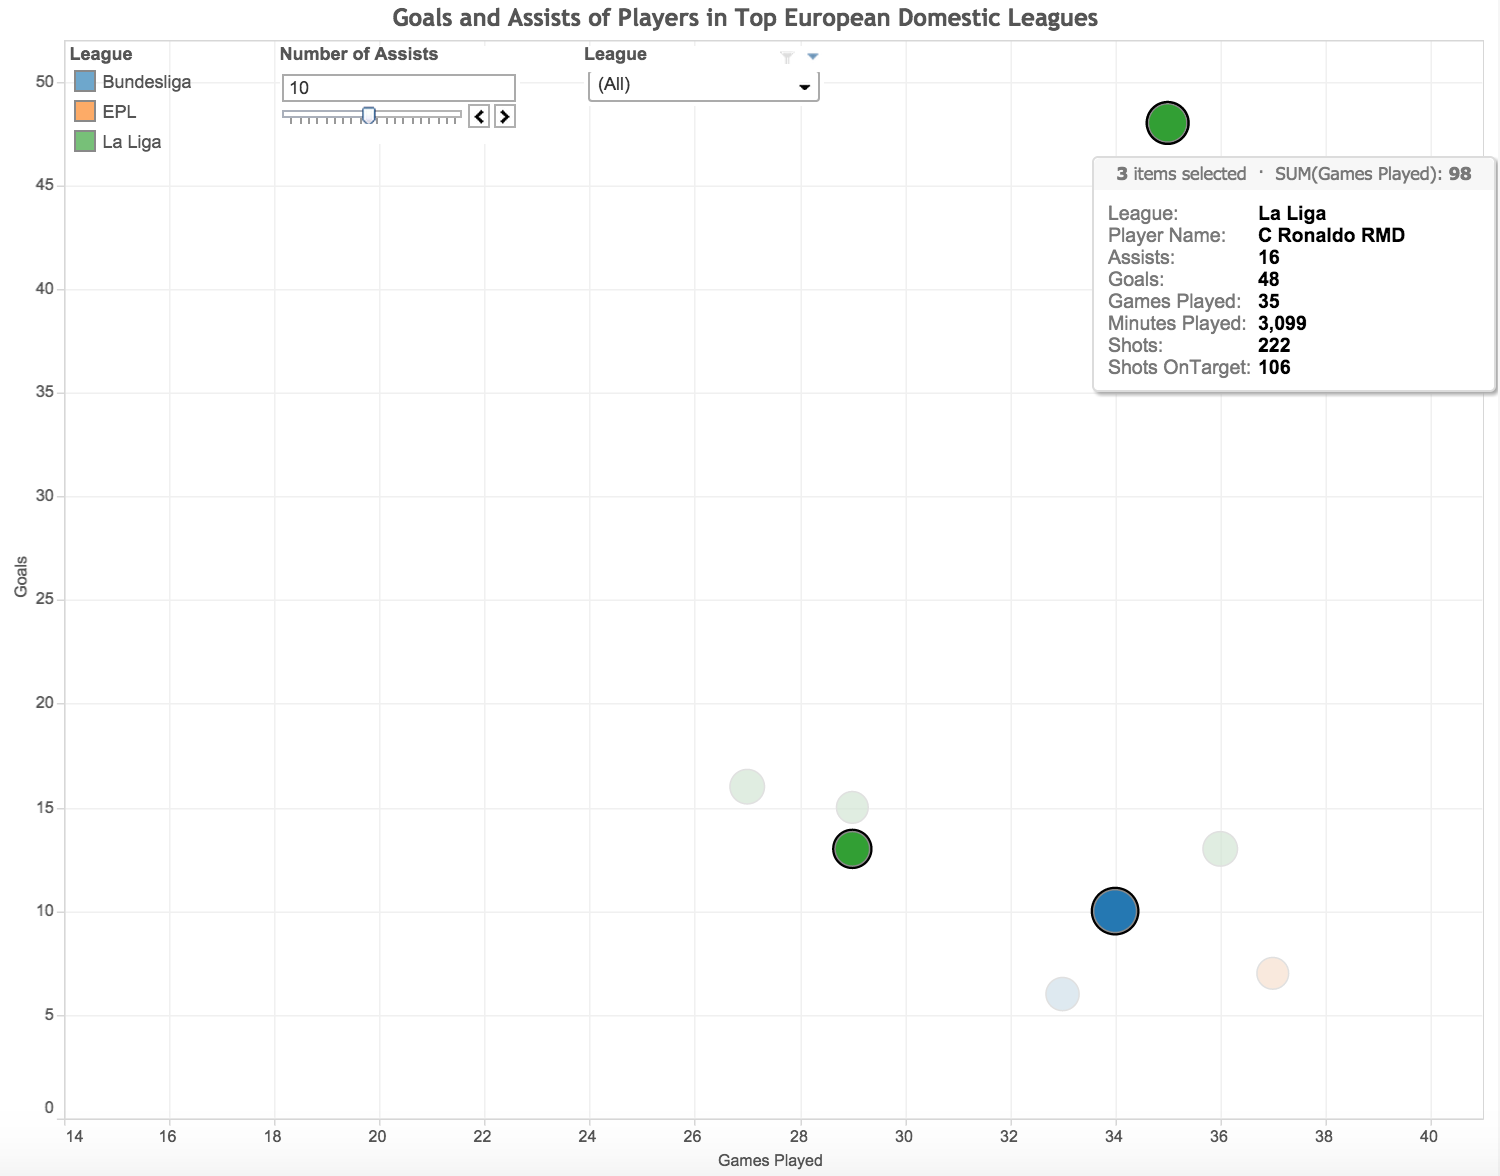 Goals and Assists of Players in Top European Domestic Leagues
League
Bundesliga
EPL
La Liga
Number of Assists
10
League
(All)
3 items selected · SUM(Games Played): 98
League: La Liga
Player Name: C Ronaldo RMD
Assists: 16
Goals: 48
Games Played: 35
Minutes Played: 3,099
Shots: 222
Shots OnTarget: 106
Goals
50
45
40
35
30
25
20
15
10
5
0
14 16 18 20 22 24 26 28 30 32 34 36 38 40
Games Played